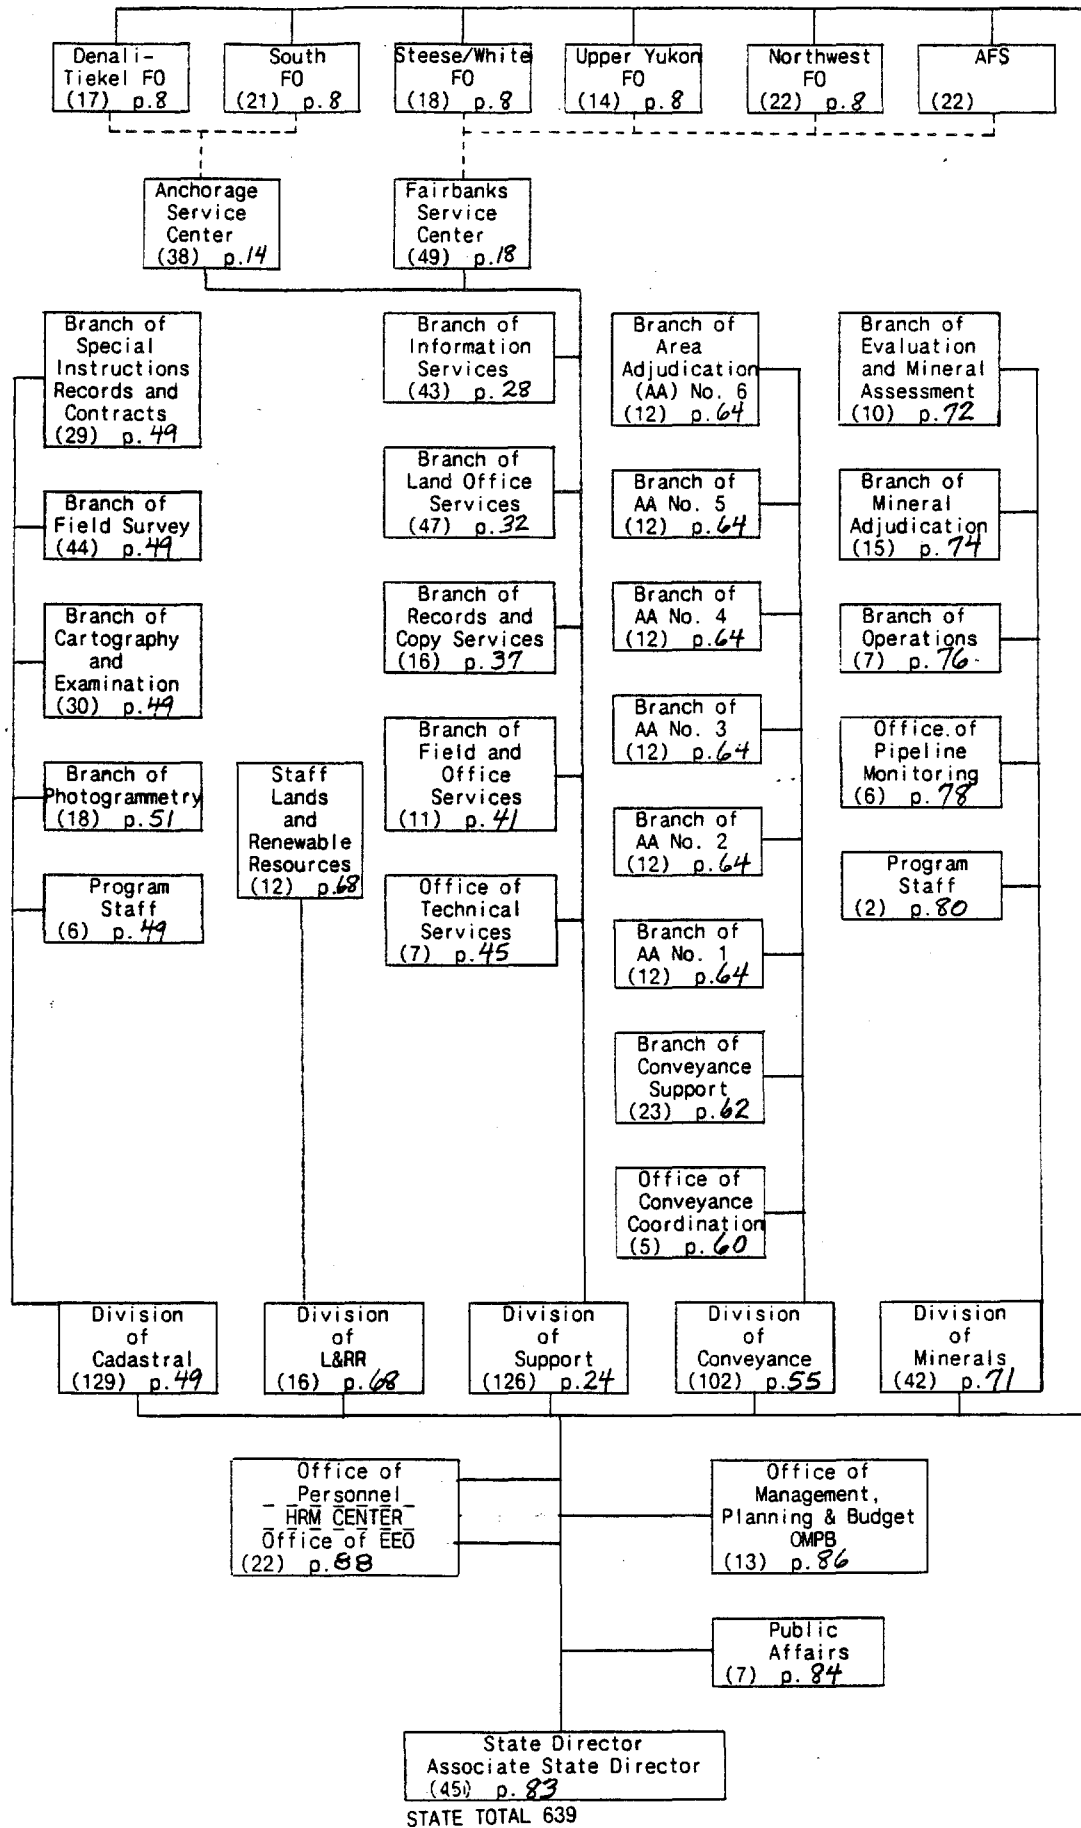 Denali-
Tiekel FO
(17) p.8
South
FO
(21) p.8
Steese/White
FO
(18) p.8
Upper Yukon
FO
(14) p.8
Northwest
FO
(22) p.8
AFS
(22)
Anchorage
Service
Center
(38) p.14
Fairbanks
Service
Center
(49) p.18
Branch of
Special
Instructions
Records and
Contracts
(29) p.49
Branch of
Field Survey
(44) p.49
Branch of
Cartography
and
Examination
(30) p.49
Branch of
Photogrammetry
(18) p.51
Program
Staff
(6) p.49
Staff
Lands
and
Renewable
Resources
(12) p.68
Branch of
Information
Services
(43) p.28
Branch of
Land Office
Services
(47) p.32
Branch of
Records and
Copy Services
(16) p.37
Branch of
Field and
Office
Services
(11) p.41
Office of
Technical
Services
(7) p.45
Branch of
Area
Adjudication
(AA) No. 6
(12) p.64
Branch of
AA No. 5
(12) p.64
Branch of
AA No. 4
(12) p.64
Branch of
AA No. 3
(12) p.64
Branch of
AA No. 2
(12) p.64
Branch of
AA No. 1
(12) p.64
Branch of
Conveyance
Support
(23) p.62
Office of
Conveyance
Coordination
(5) p.60
Branch of
Evaluation
and Mineral
Assessment
(10) p.72
Branch of
Mineral
Adjudication
(15) p.74
Branch of
Operations
(7) p.76
Office of
Pipeline
Monitoring
(6) p.78
Program
Staff
(2) p.80
Division
of
Cadastral
(129) p.49
Division
of
L&RR
(16) p.68
Division
of
Support
(126) p.24
Division
of
Conveyance
(102) p.55
Division
of
Minerals
(42) p.71
Office of
Personnel
HRM CENTER
Office of EEO
(22) p.88
Office of
Management,
Planning & Budget
OMPB
(13) p.86
Public
Affairs
(7) p.84
State Director
Associate State Director
p.83
STATE TOTAL 639